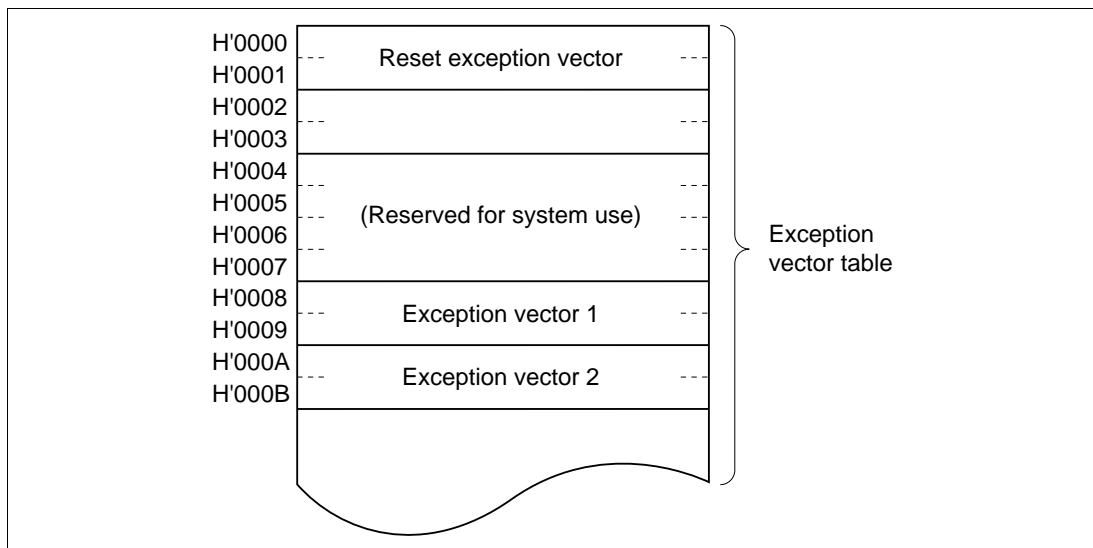 H'0000
H'0001
Reset exception vector
H'0002
H'0003
H'0004
H'0005
H'0006
H'0007
(Reserved for system use)
H'0008
H'0009
Exception vector 1
H'000A
H'000B
Exception vector 2
Exception
vector table